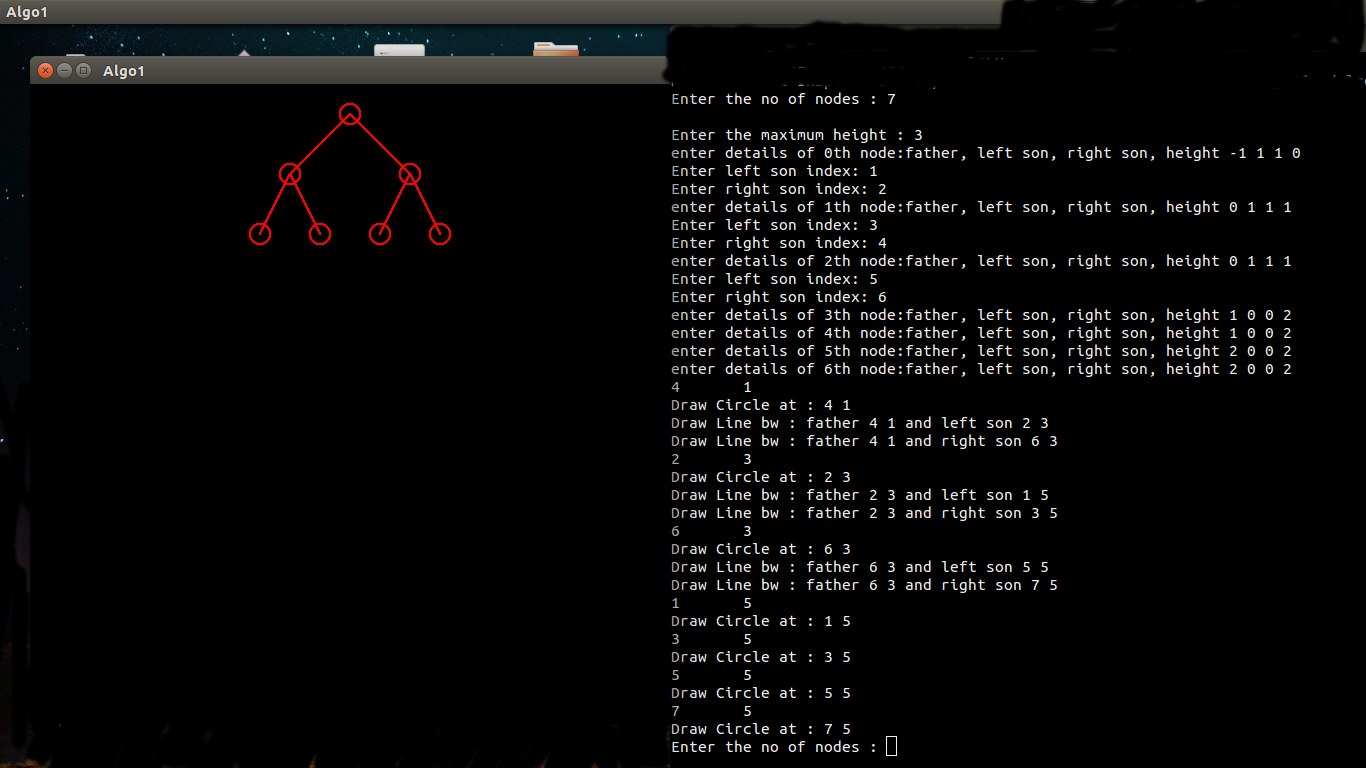 Algo1
Algo1
Enter the no of nodes : 7
Enter the maximum height : 3
enter details of 0th node:father, left son, right son, height -1 1 1 0
Enter left son index: 1
Enter right son index: 2
enter details of 1th node:father, left son, right son, height 0 1 1 1
Enter left son index: 3
Enter right son index: 4
enter details of 2th node:father, left son, right son, height 0 1 1 1
Enter left son index: 5
Enter right son index: 6
enter details of 3th node:father, left son, right son, height 1 0 0 2
enter details of 4th node:father, left son, right son, height 1 0 0 2
enter details of 5th node:father, left son, right son, height 2 0 0 2
enter details of 6th node:father, left son, right son, height 2 0 0 2
4 1
Draw Circle at : 4 1
Draw Line bw : father 4 1 and left son 2 3
Draw Line bw : father 4 1 and right son 6 3
2 3
Draw Circle at : 2 3
Draw Line bw : father 2 3 and left son 1 5
Draw Line bw : father 2 3 and right son 3 5
6 3
Draw Circle at : 6 3
Draw Line bw : father 6 3 and left son 5 5
Draw Line bw : father 6 3 and right son 7 5
1 5
Draw Circle at : 1 5
3 5
Draw Circle at : 3 5
5 5
Draw Circle at : 5 5
7 5
Draw Circle at : 7 5
Enter the no of nodes :